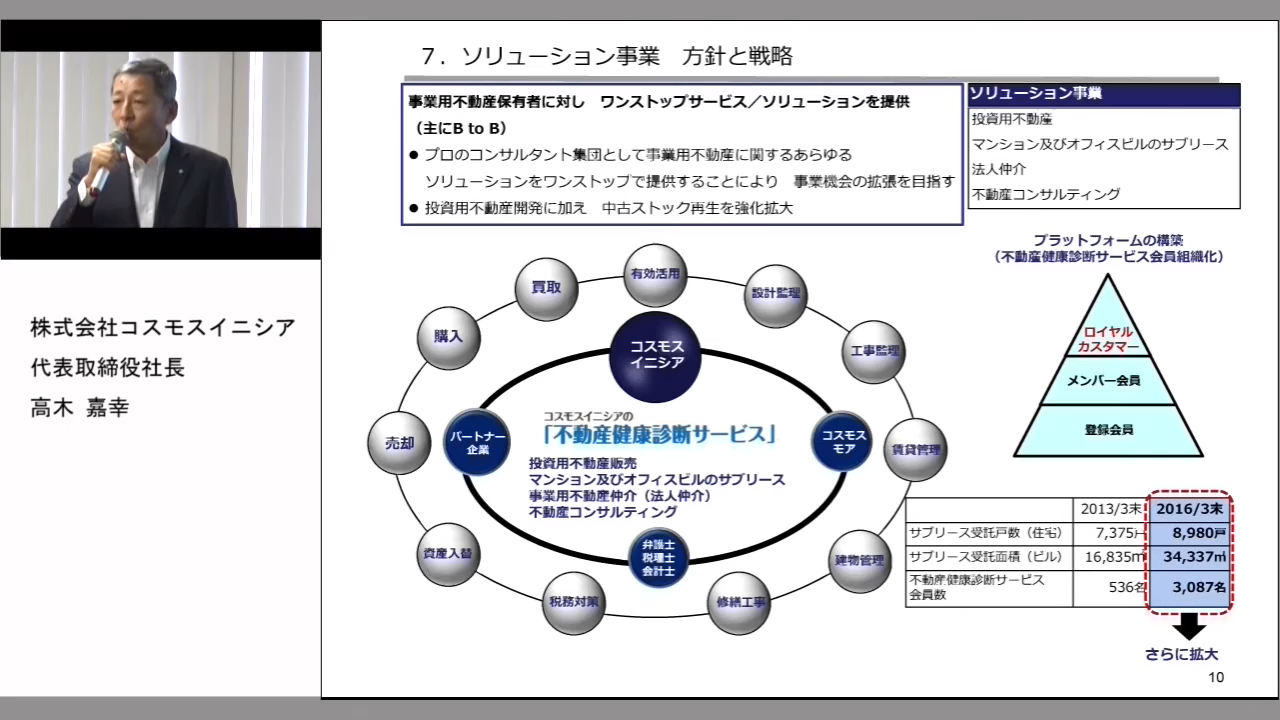 7．ソリューション事業　方針と戦略
事業用不動産保有者に対し　ワンストップサービス／ソリューションを提供
（主にB to B）
● プロのコンサルタント集団として事業用不動産に関するあらゆる
ソリューションをワンストップで提供することにより　事業機会の拡張を目指す
● 投資用不動産開発に加え　中古ストック再生を強化拡大
ソリューション事業
投資用不動産
マンション及びオフィスビルのサブリース
法人仲介
不動産コンサルティング
株式会社コスモスイニシア
代表取締役社長
高木 嘉幸
有効活用
買取
設計監理
購入
工事監理
売却
賃貸管理
資産入替
建物管理
税務対策
修繕工事
コスモス
イニシア
パートナー
企業
コスモス
モア
弁護士
税理士
会計士
コスモスイニシアの
「不動産健康診断サービス」
投資用不動産販売
マンション及びオフィスビルのサブリース
事業用不動産仲介（法人仲介）
不動産コンサルティング
プラットフォームの構築
（不動産健康診断サービス会員組織化）
ロイヤル
カスタマー
メンバー会員
登録会員
2013/3末 2016/3末
サブリース受託戸数（住宅） 7,375戸 8,980戸
サブリース受託面積（ビル） 16,835㎡ 34,337㎡
不動産健康診断サービス
会員数 536名 3,087名
さらに拡大
10